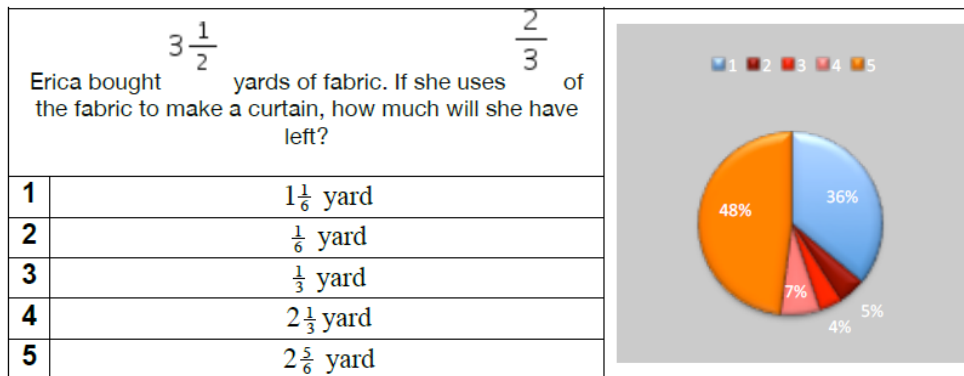 3 1/2
2/3
Erica bought yards of fabric. If she uses of
the fabric to make a curtain, how much will she have
left?
1 1 1/6 yard
2 1/6 yard
3 1/3 yard
4 2 1/3 yard
5 2 5/6 yard
1 2 3 4 5
48% 36%
7%
5%
4%